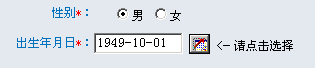 性别*： 男 女
出生年月日*：1949-10-01 <-- 请点击选择